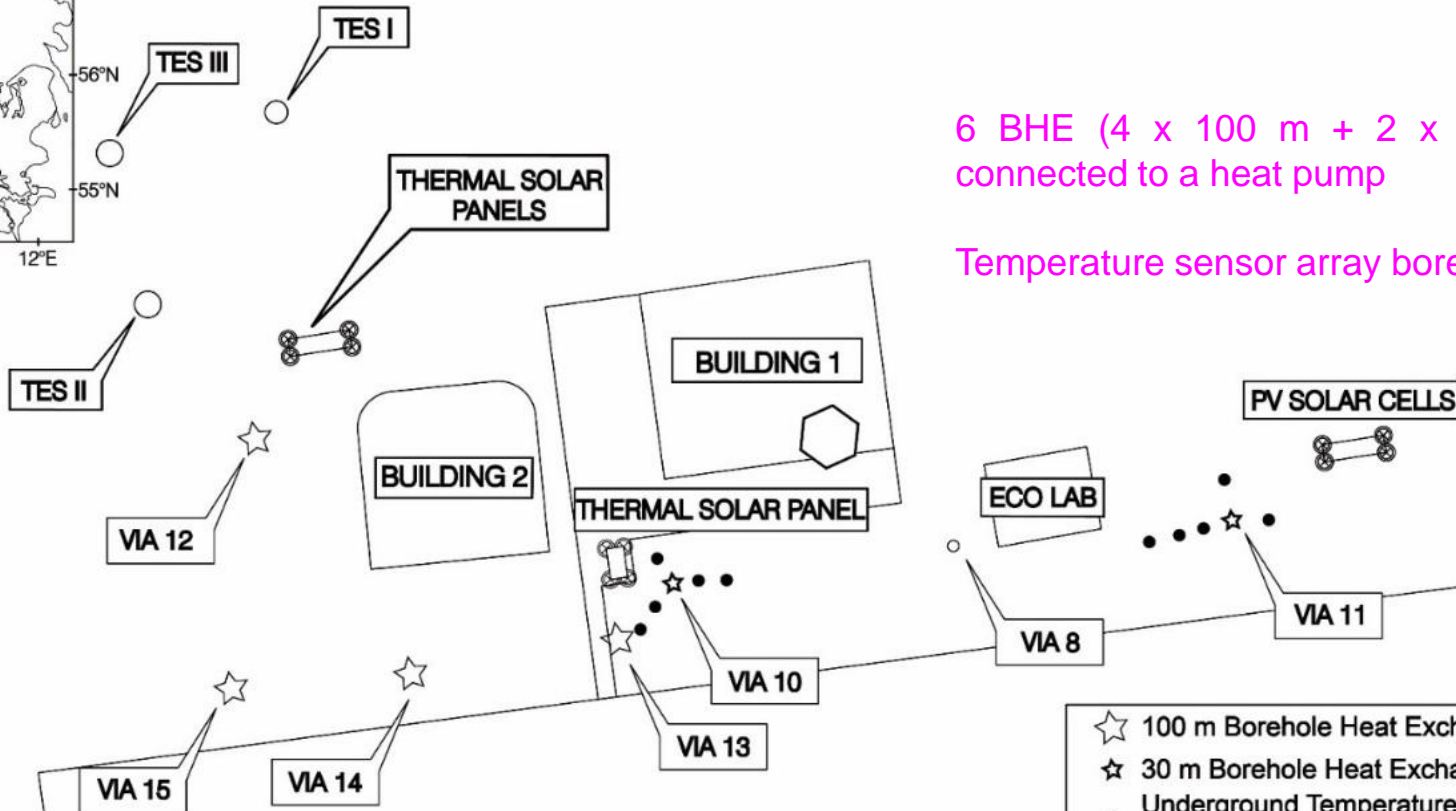 TES I
TES III
56°N
55°N
12°E
6 BHE (4 x 100 m + 2 x
connected to a heat pump
THERMAL SOLAR
PANELS
Temperature sensor array
TES II
BUILDING 1
PV SOLAR CELLS
BUILDING 2
ECO LAB
THERMAL SOLAR PANEL
VIA 12
VIA 11
VIA 8
VIA 10
VIA 13
VIA 14
VIA 15
100 m Borehole Heat
30 m Borehole Heat
Underground Temperature